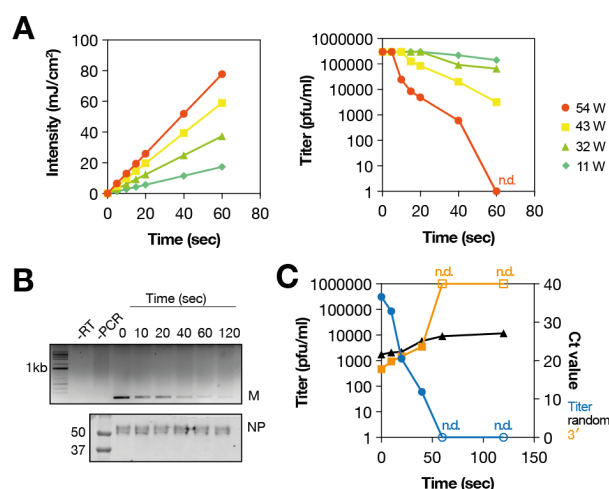 A
Intensity (mJ/cm²)
100
80
60
40
20
0
0 20 40 60 80
Time (sec)
Titer (pfu/ml)
1000000
100000
10000
1000
100
10
1
n.d.
0 20 40 60 80
Time (sec)
54 W
43 W
32 W
11 W
B
Time (sec)
-RT -PCR 0 10 20 40 60 120
1kb
M
NP
50
37
C
n.d. n.d.
Titer (pfu/ml)
1000000
100000
10000
1000
100
10
1
n.d. n.d.
0 50 100 150
Time (sec)
40
30
20
10
0
Ct value
Titer
random
3′